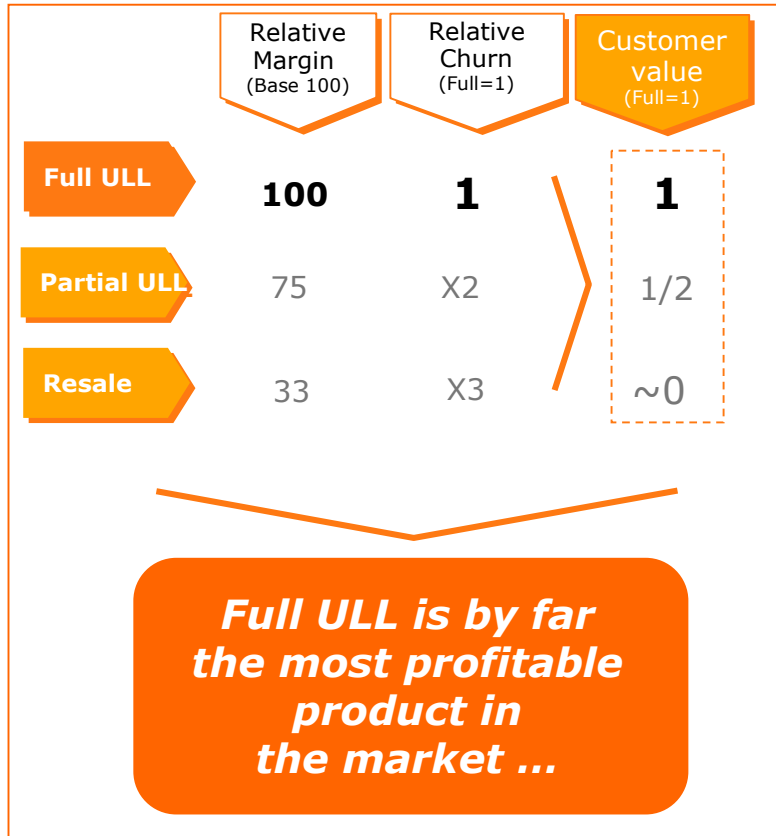 Relative
Margin
(Base 100)
Relative
Churn
(Full=1)
Customer
value
(Full=1)
Full ULL
100
1
1
Partial ULL
75
X2
1/2
Resale
33
X3
~0
Full ULL is by far
the most profitable
product in
the market ...